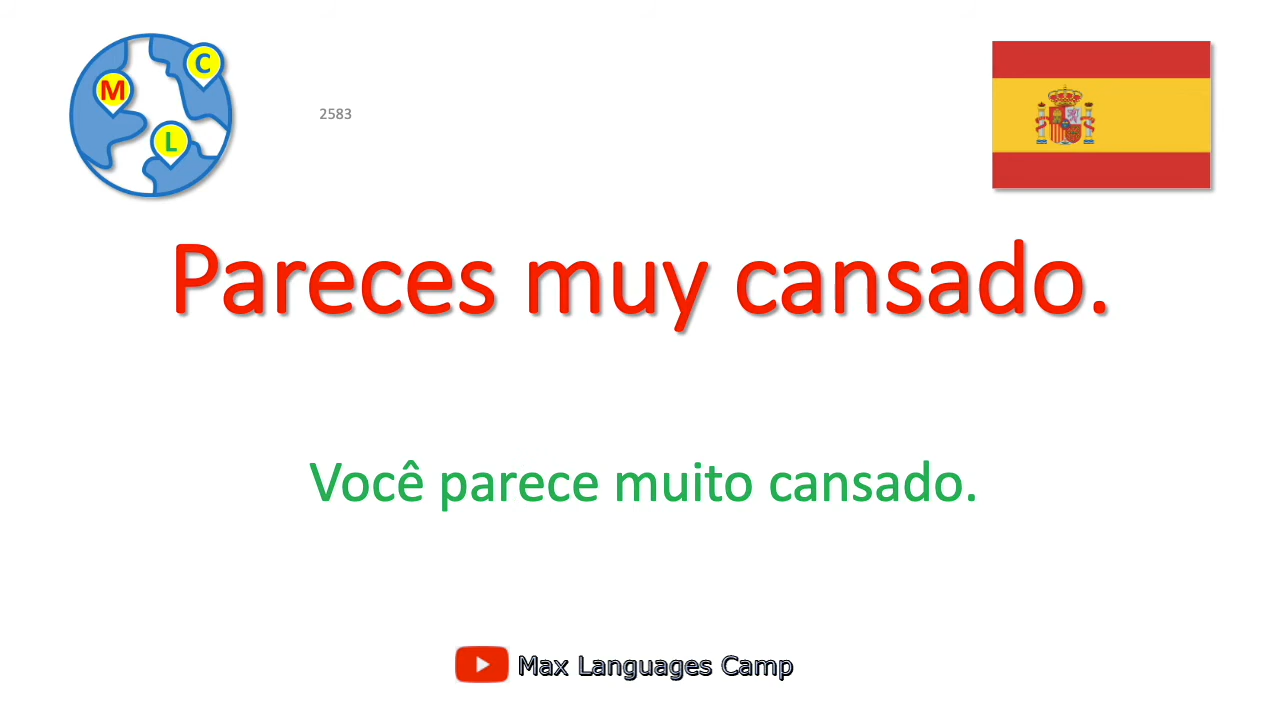 M
C
L
2583
Pareces muy cansado.
Você parece muito cansado.
Max Languages Camp